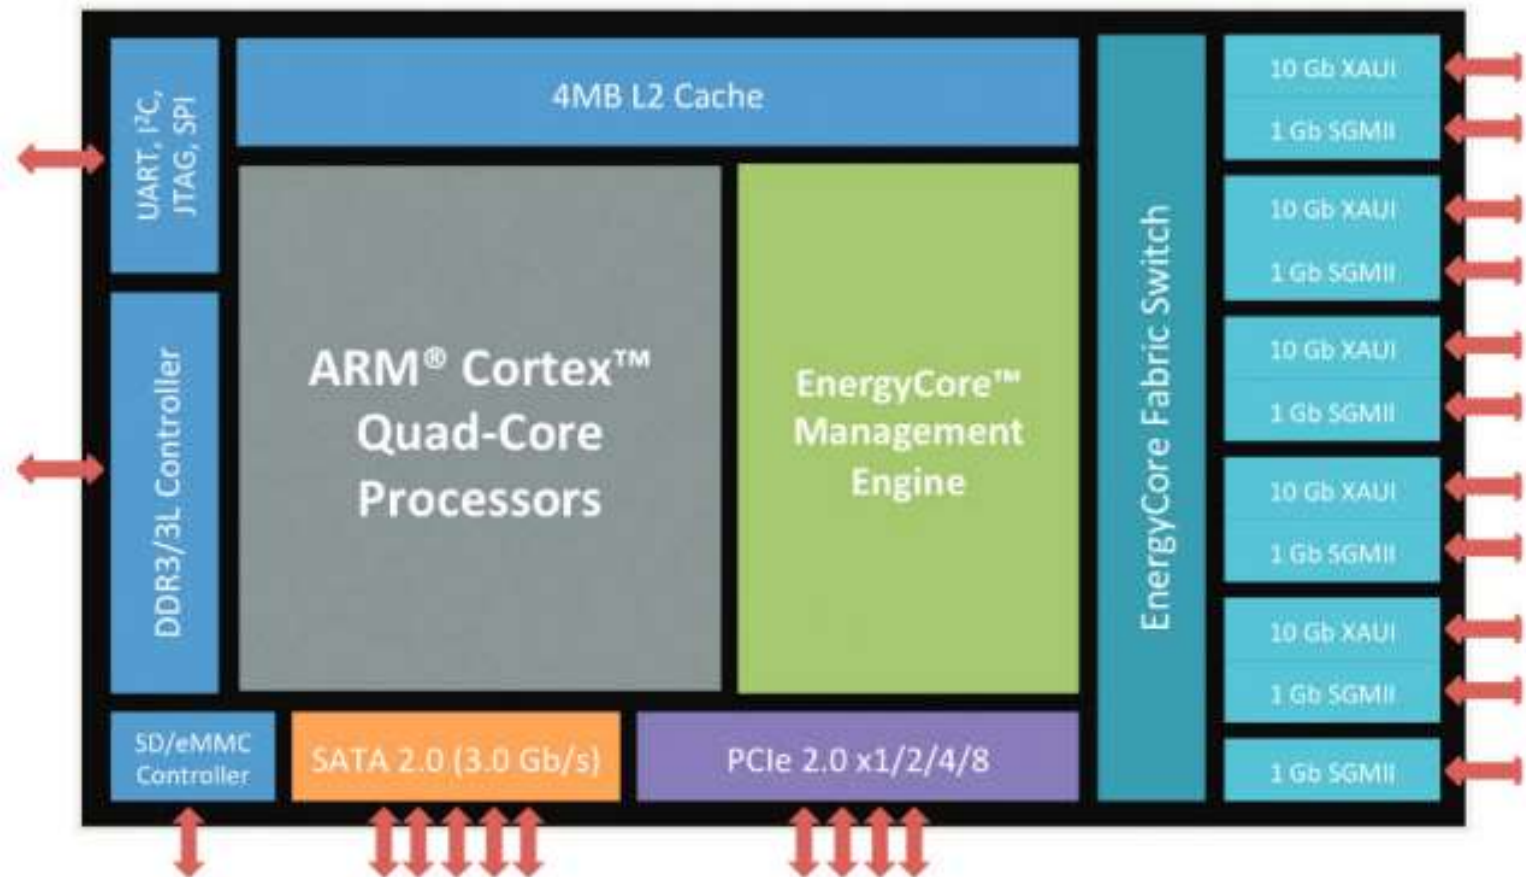 UART, I²C,
JTAG, SPI
4MB L2 Cache
DDR3/3L Controller
ARM® Cortex™
Quad-Core
Processors
EnergyCore™
Management
Engine
EnergyCore Fabric Switch
10 Gb XAUI
1 Gb SGMII
10 Gb XAUI
1 Gb SGMII
10 Gb XAUI
1 Gb SGMII
10 Gb XAUI
1 Gb SGMII
10 Gb XAUI
1 Gb SGMII
1 Gb SGMII
SD/eMMC
Controller
SATA 2.0 (3.0 Gb/s)
PCIe 2.0 x1/2/4/8